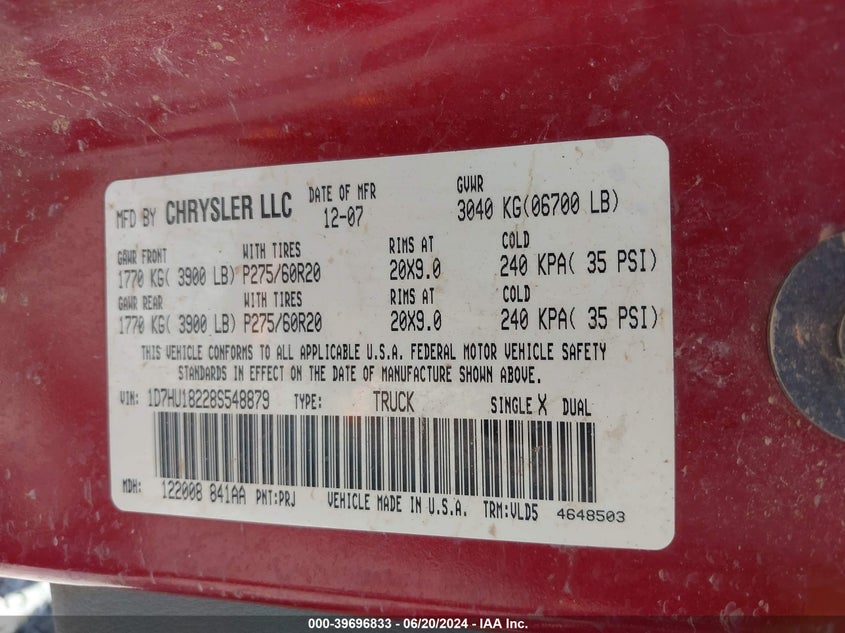 MFD BY CHRYSLER LLC DATE OF MFR 12-07 GVWR 3040 KG(06700 LB)
GAWR FRONT WITH TIRES RIMS AT COLD
1770 KG( 3900 LB) P275/60R20 20X9.0 240 KPA( 35 PSI)
GAWR REAR WITH TIRES RIMS AT COLD
1770 KG( 3900 LB) P275/60R20 20X9.0 240 KPA( 35 PSI)
THIS VEHICLE CONFORMS TO ALL APPLICABLE U.S.A. FEDERAL MOTOR VEHICLE SAFETY
STANDARDS IN EFFECT ON THE DATE OF MANUFACTURE SHOWN ABOVE.
VIN: 1D7HU18228S548879 TYPE: TRUCK SINGLE X DUAL
MDH: 122008 841AA PNT:PRJ VEHICLE MADE IN U.S.A. TRM:VLD5 4648503
000-39696833 - 06/20/2024 - IAA Inc.